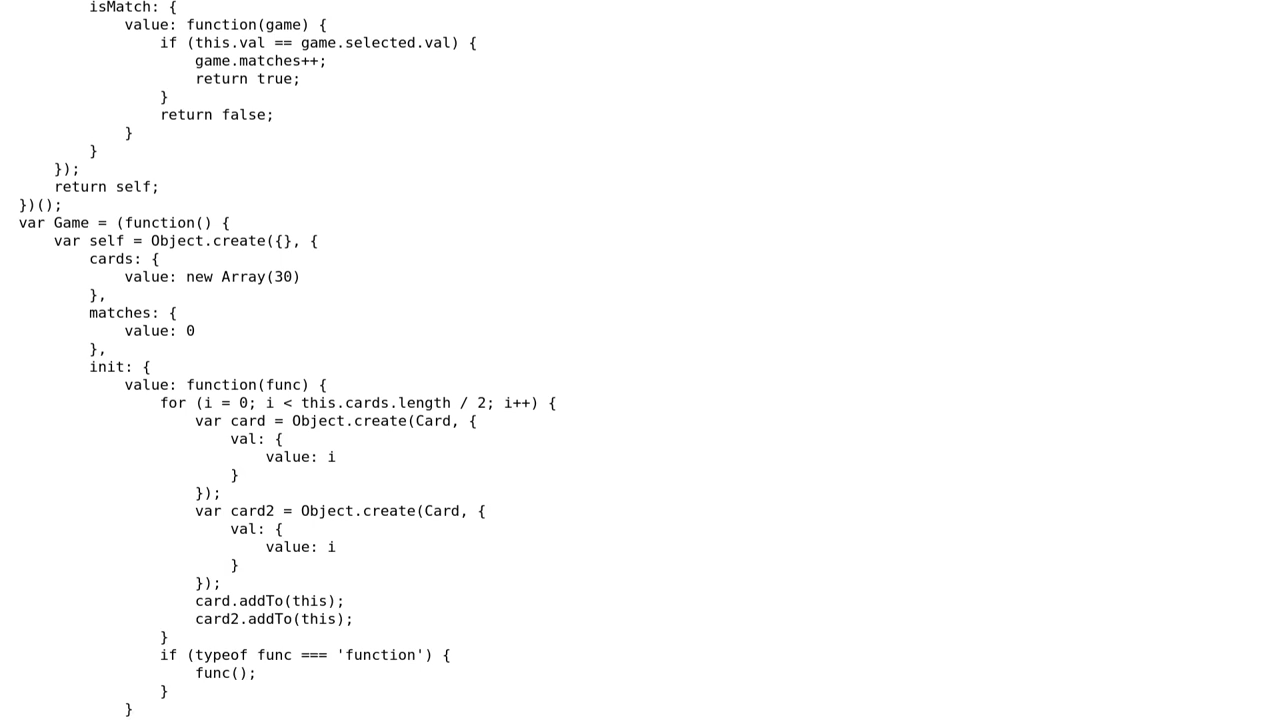 isMatch: {
            value: function(game) {
                if (this.val == game.selected.val) {
                    game.matches++;
                    return true;
                }
                return false;
            }
        }
    });
    return self;
})();
var Game = (function() {
    var self = Object.create({}, {
        cards: {
            value: new Array(30)
        },
        matches: {
            value: 0
        },
        init: {
            value: function(func) {
                for (i = 0; i < this.cards.length / 2; i++) {
                    var card = Object.create(Card, {
                        val: {
                            value: i
                        }
                    });
                    var card2 = Object.create(Card, {
                        val: {
                            value: i
                        }
                    });
                    card.addTo(this);
                    card2.addTo(this);
                }
                if (typeof func === 'function') {
                    func();
                }
            }